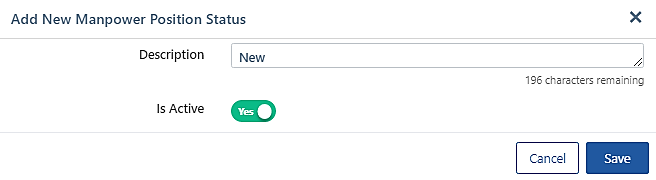 Add New Manpower Position Status
Description
New
196 characters remaining
Is Active
Yes
Cancel
Save